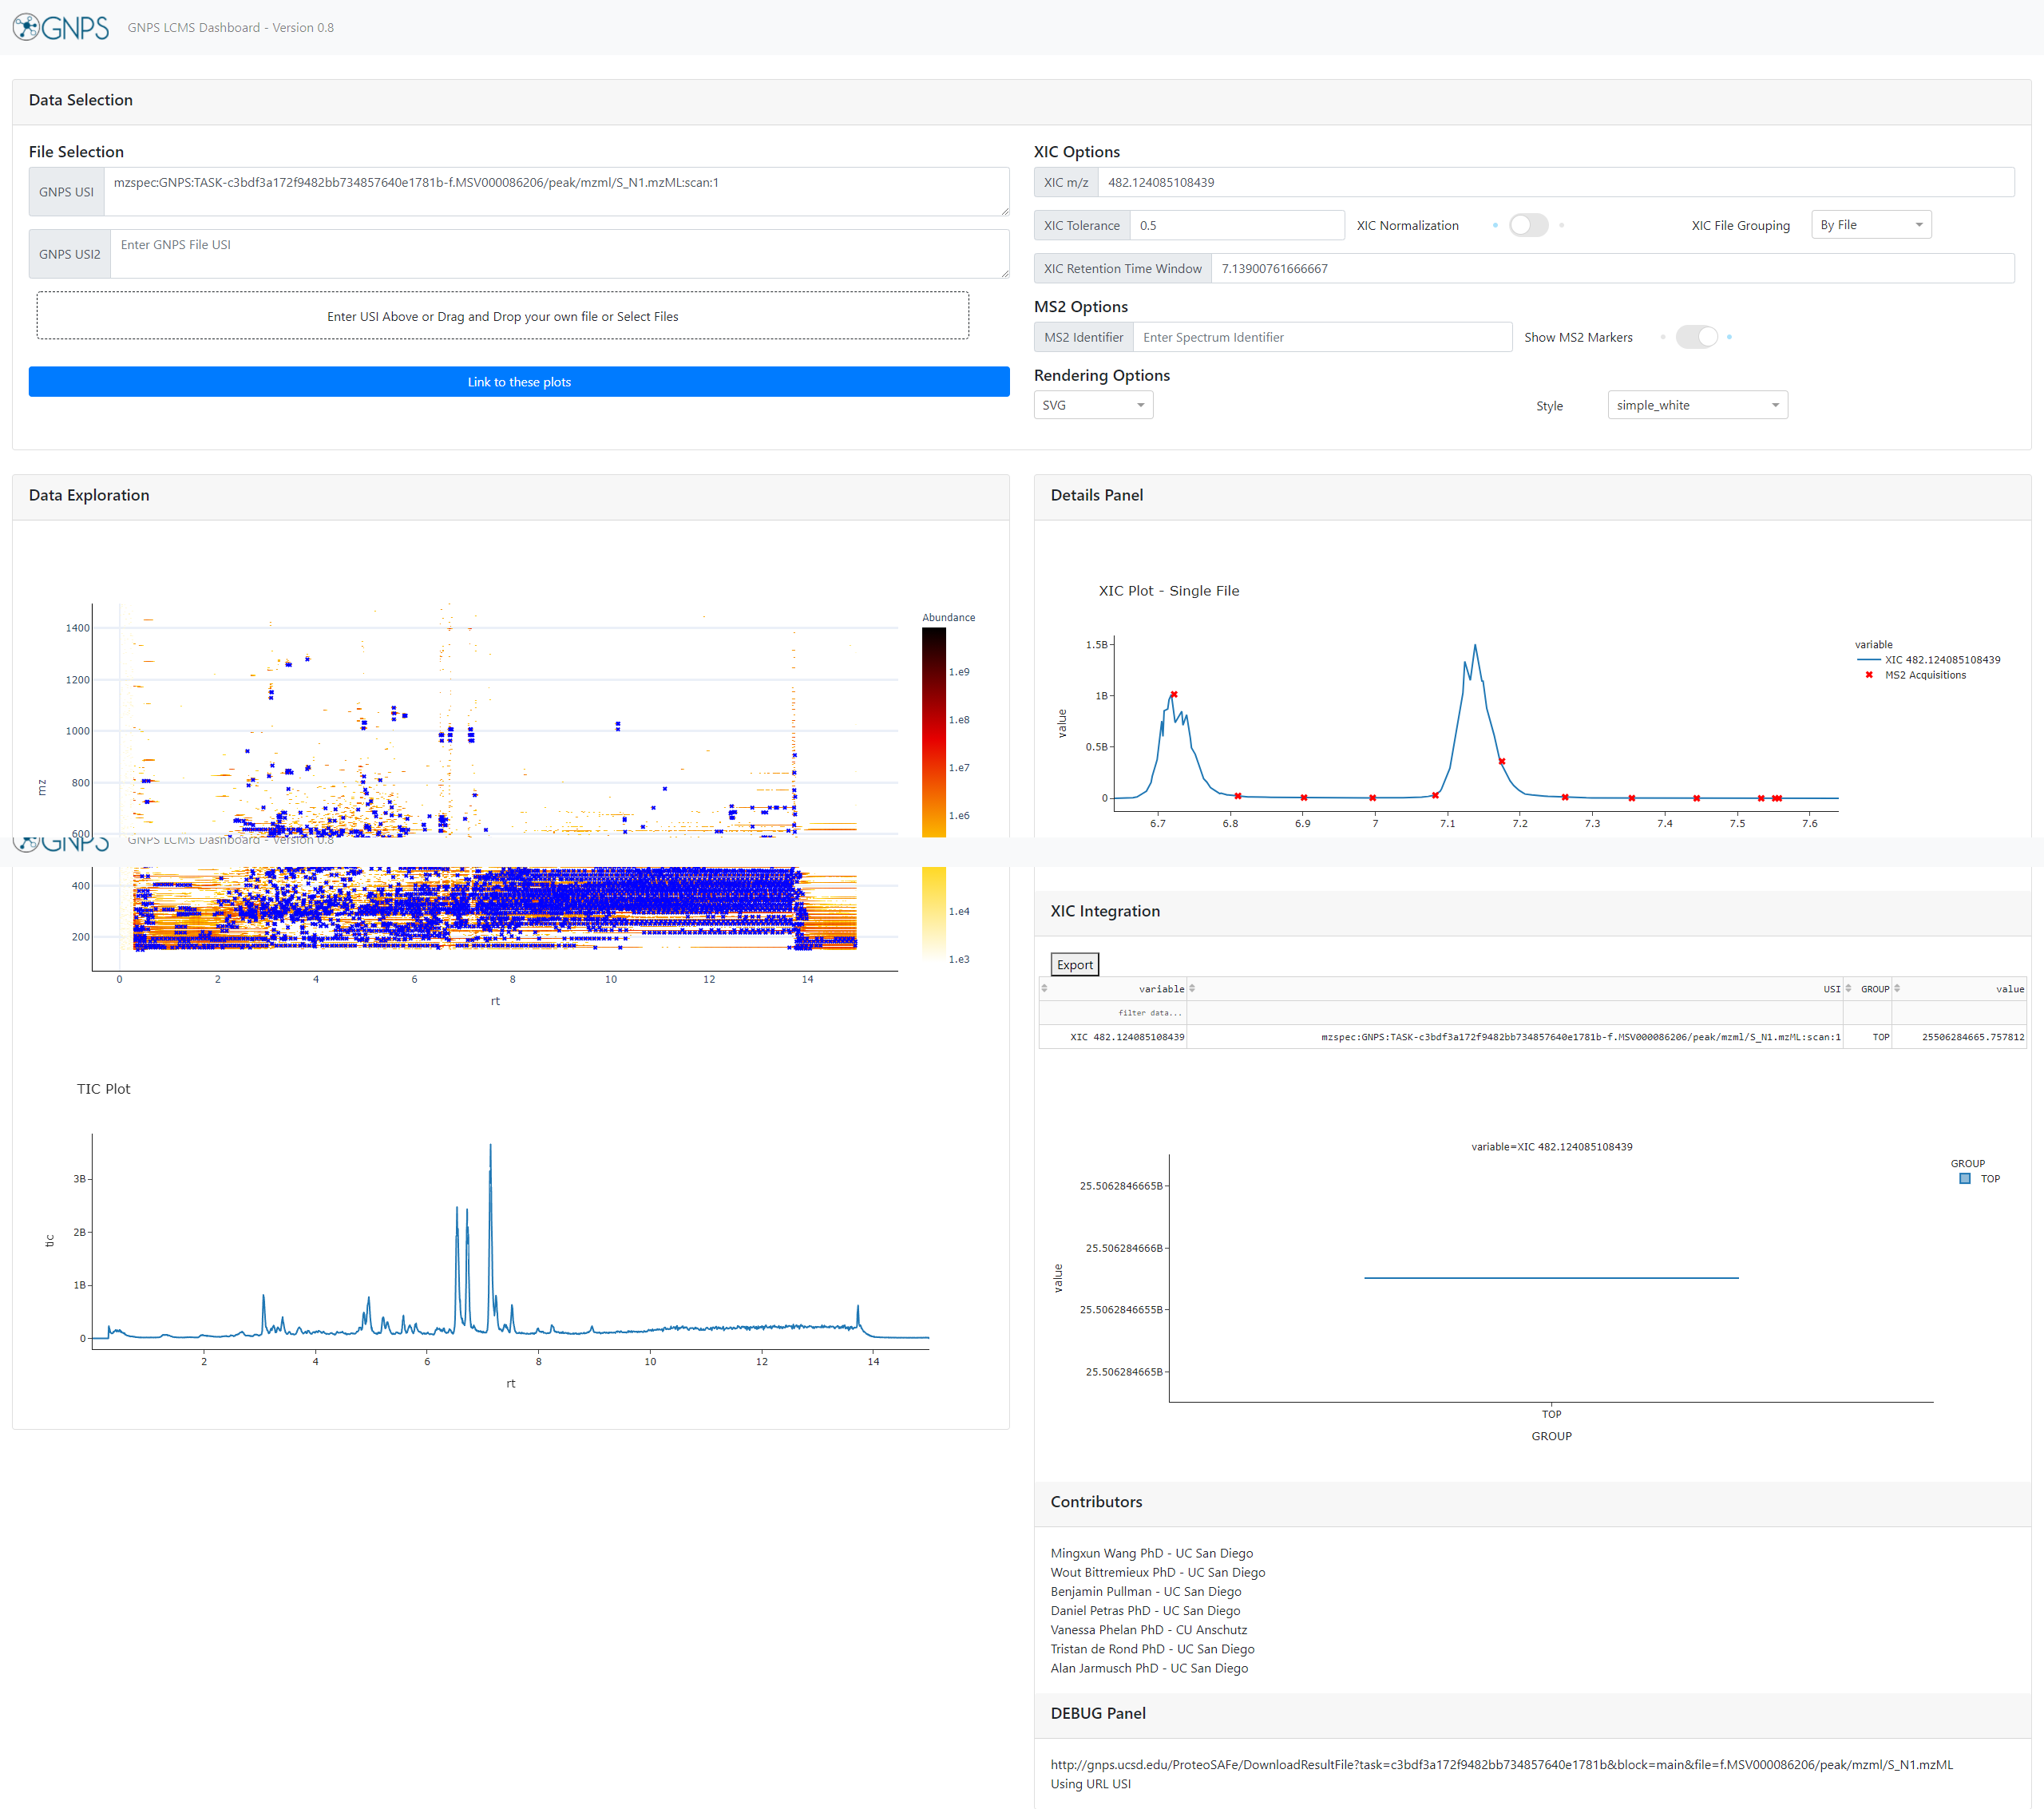 GNPS GNPS LCMS Dashboard - Version 0.8
Data Selection
File Selection
GNPS USI mzspec:GNPS:TASK-c3bdf3a172f9482bb734857640e1781b-f.MSV000086206/peak/mzml/S_N1.mzML:scan:1
GNPS USI2 Enter GNPS File USI
Enter USI Above or Drag and Drop your own file or Select Files
Link to these plots
XIC Options
XIC m/z 482.124085108439
XIC Tolerance 0.5 XIC Normalization XIC File Grouping By File
XIC Retention Time Window 7.13900761666667
MS2 Options
MS2 Identifier Enter Spectrum Identifier Show MS2 Markers
Rendering Options
SVG Style simple_white
Data Exploration
Abundance
1400
1200
1000
800
600
mz
1.e9
1.e8
1.e7
1.e6
GNPS GNPS LCMS Dashboard - Version 0.8
400
200
1.e4
1.e3
0 2 4 6 8 10 12 14
rt
TIC Plot
3B
2B
1B
0
tic
2 4 6 8 10 12 14
rt
Details Panel
XIC Plot - Single File
1.5B
1B
0.5B
0
value
6.7 6.8 6.9 7 7.1 7.2 7.3 7.4 7.5 7.6
variable
XIC 482.124085108439
MS2 Acquisitions
XIC Integration
Export
variable USI GROUP value
filter data...
XIC 482.124085108439 mzspec:GNPS:TASK-c3bdf3a172f9482bb734857640e1781b-f.MSV000086206/peak/mzml/S_N1.mzML:scan:1 TOP 25506284665.757812
variable=XIC 482.124085108439
GROUP
TOP
25.5062846665B
25.506284666B
25.5062846655B
25.506284665B
value
TOP
GROUP
Contributors
Mingxun Wang PhD - UC San Diego
Wout Bittremieux PhD - UC San Diego
Benjamin Pullman - UC San Diego
Daniel Petras PhD - UC San Diego
Vanessa Phelan PhD - CU Anschutz
Tristan de Rond PhD - UC San Diego
Alan Jarmusch PhD - UC San Diego
DEBUG Panel
http://gnps.ucsd.edu/ProteoSAFe/DownloadResultFile?task=c3bdf3a172f9482bb734857640e1781b&block=main&file=f.MSV000086206/peak/mzml/S_N1.mzML
Using URL USI